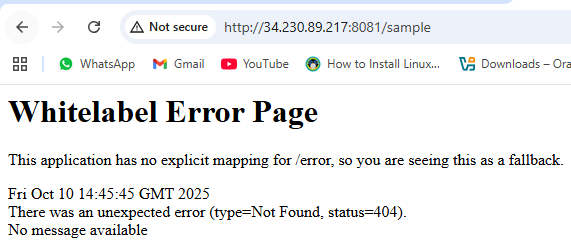 Not secure http://34.230.89.217:8081/sample
WhatsApp Gmail YouTube How to Install Linux... Downloads – Ora
Whitelabel Error Page
This application has no explicit mapping for /error, so you are seeing this as a fallback.
Fri Oct 10 14:45:45 GMT 2025
There was an unexpected error (type=Not Found, status=404).
No message available